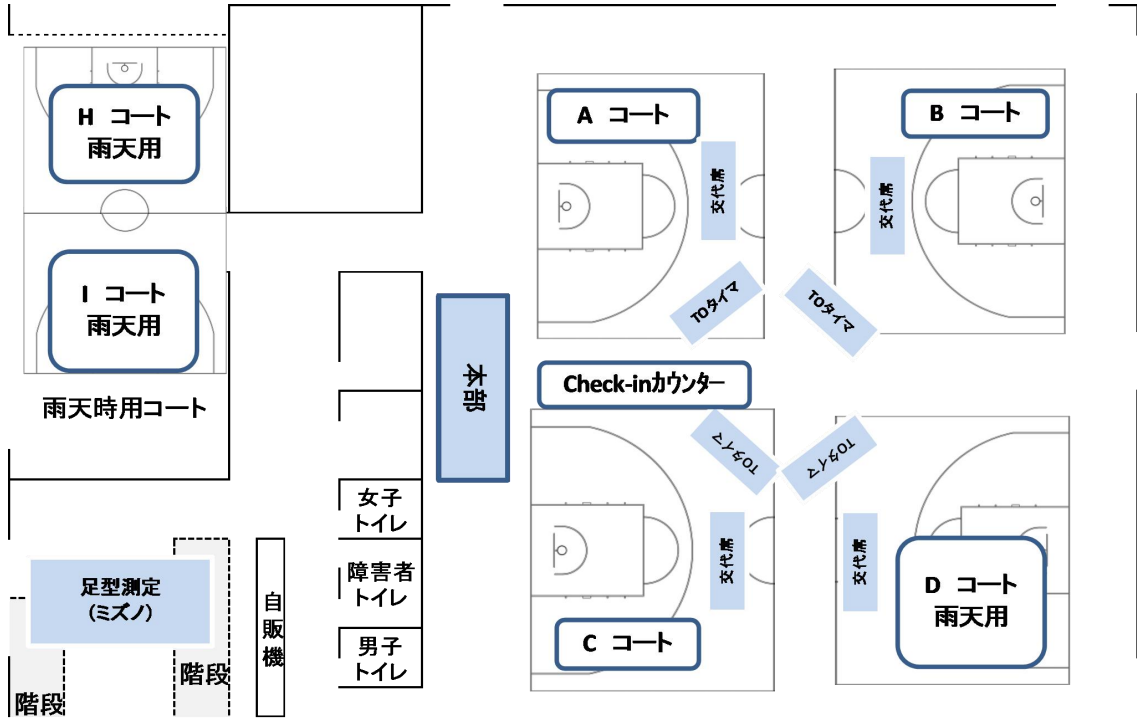 H コート
雨天用
I コート
雨天用
雨天時用コート
A コート
交代席
TOタイマ
B コート
交代席
TOタイマ
本部
Check-inカウンター
TOタイマ
交代席
C コート
TOタイマ
交代席
D コート
雨天用
女子
トイレ
障害者
トイレ
男子
トイレ
自販機
足型測定
(ミズノ)
階段
階段